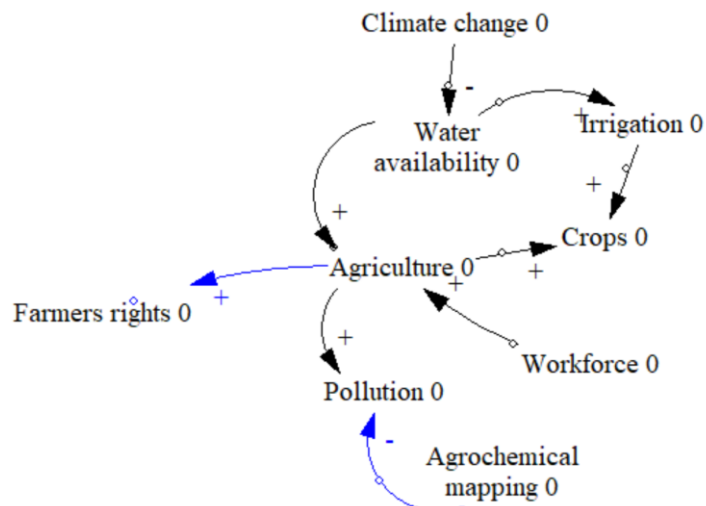 Climate change 0
-
Water
availability 0
+
Irrigation 0
+
+
Crops 0
Agriculture 0
+
+
Farmers rights 0
+
+
Workforce 0
Pollution 0
-
Agrochemical
mapping 0